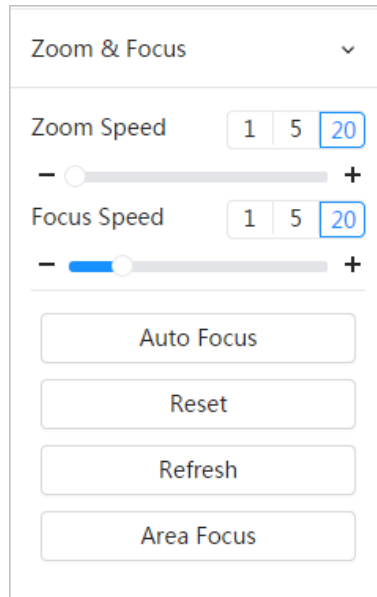 Zoom & Focus
Zoom Speed 1 5 20
− +
Focus Speed 1 5 20
− +
Auto Focus
Reset
Refresh
Area Focus